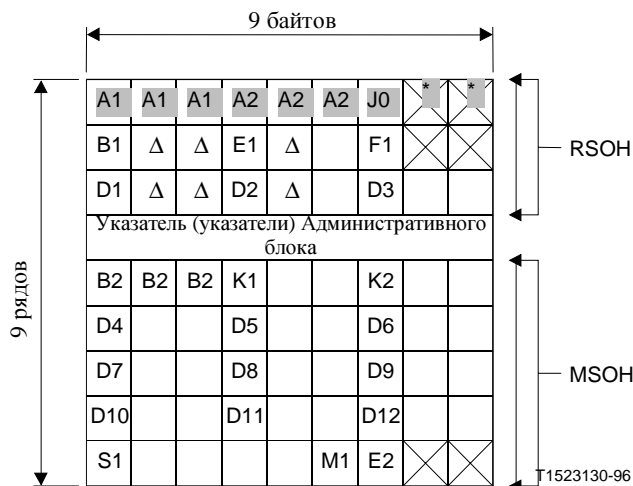 9 байтов
A1 A1 A1 A2 A2 A2 J0 * *
B1 Δ Δ E1 Δ F1
RSOH
D1 Δ Δ D2 Δ D3
Указатель (указатели) Административного
блока
9 рядов
B2 B2 B2 K1 K2
D4 D5 D6
D7 D8 D9
MSOH
D10 D11 D12
S1 M1 E2
T1523130-96